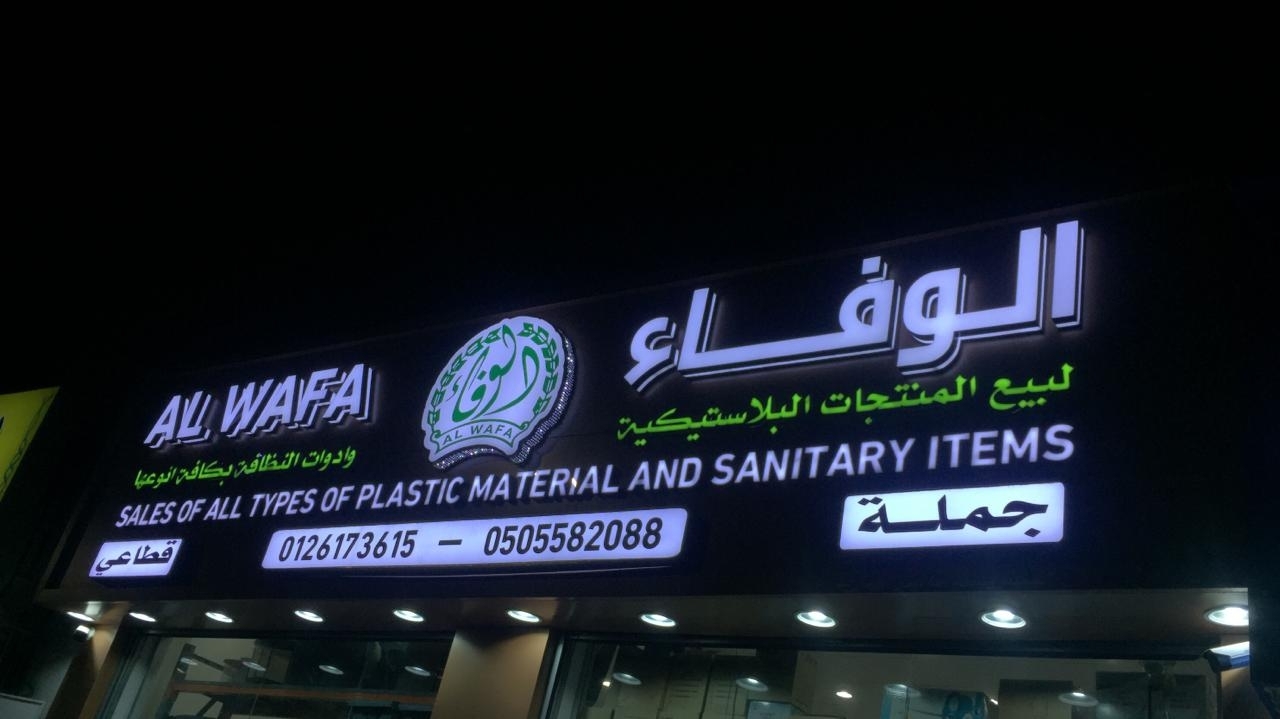 الوفاء
AL WAFA
الوفاء
AL WAFA
لبيع المنتجات البلاستيكية
وادوات النظافة بكافة انوعها
SALES OF ALL TYPES OF PLASTIC MATERIAL AND SANITARY ITEMS
جملة
0126173615 – 0505582088
قطاعي